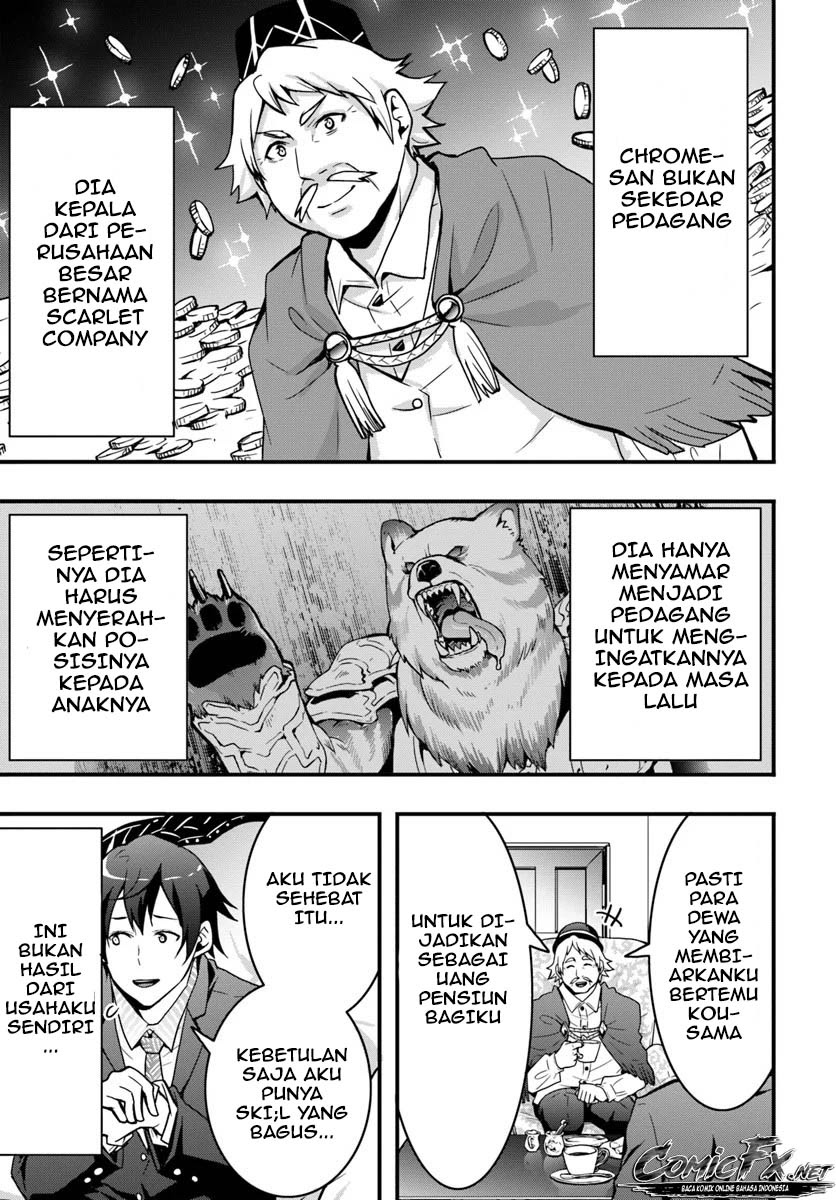 CHROME-
SAN BUKAN
SEKEDAR
PEDAGANG
DIA
KEPALA
DARI PE-
RUSAHAAN
BESAR
BERNAMA
SCARLET
COMPANY
DIA HANYA
MENYAMAR
MENJADI
PEDAGANG
UNTUK MENG-
INGATKANNYA
KEPADA MASA
LALU
SEPERTI-
NYA DIA
HARUS
MENYERAH-
KAN PO-
SISINYA
KEPADA
ANAKNYA
PASTI
PARA
DEWA
YANG
MEMBI-
ARKANKU
BERTEMU
KOU-
SAMA
UNTUK DI-
JADIKAN
SEBAGAI
UANG
PENSIUN
BAGIKU
AKU TIDAK
SEHEBAT
ITU...
KEBETULAN
SAJA AKU
PUNYA
SKI;L YANG
BAGUS...
INI
BUKAN
HASIL
DARI
USAHAKU
SENDIRI
...
COMICFX.NET
BACA KOMIK ONLINE BAHASA INDONESIA